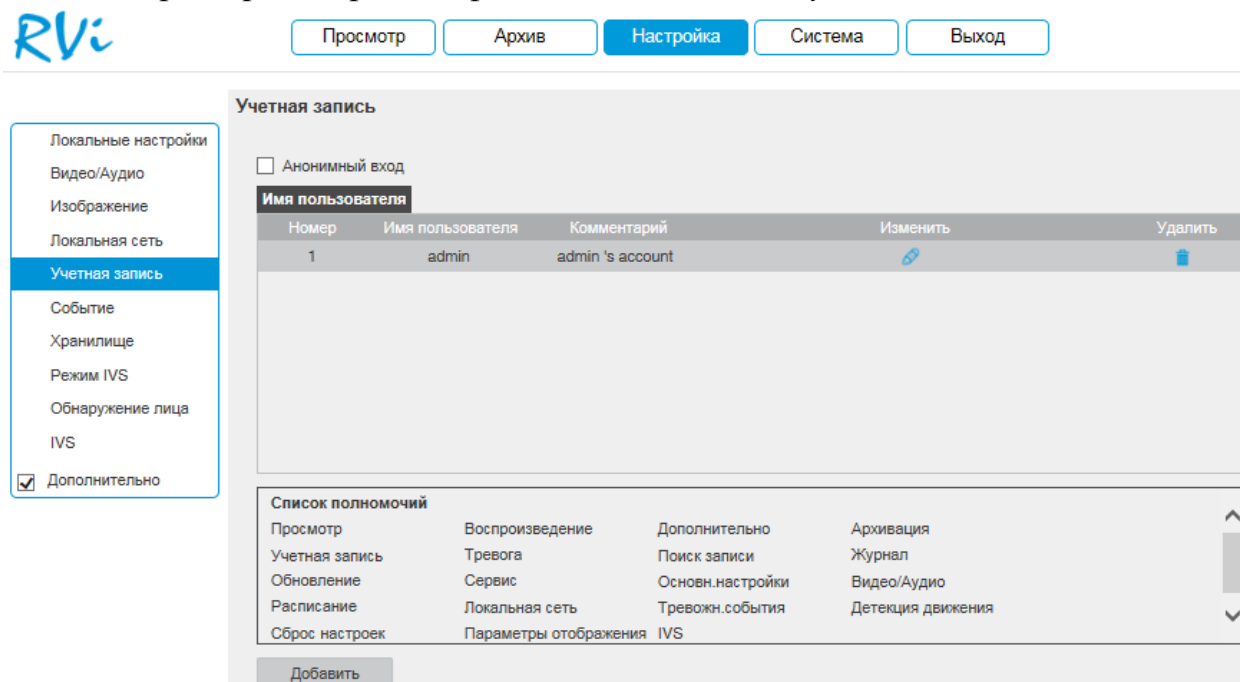 RVi
Просмотр Архив Настройка Система Выход
Учетная запись
Локальные настройки
Видео/Аудио
Изображение
Локальная сеть
Учетная запись
Событие
Хранилище
Режим IVS
Обнаружение лица
IVS
Дополнительно
Анонимный вход
Имя пользователя
Номер Имя пользователя Комментарий Изменить Удалить
1 admin admin 's account
Список полномочий
Просмотр Воспроизведение Дополнительно Архивация
Учетная запись Тревога Поиск записи Журнал
Обновление Сервис Основн.настройки Видео/Аудио
Расписание Локальная сеть Тревожн.события Детекция движения
Сброс настроек Параметры отображения IVS
Добавить